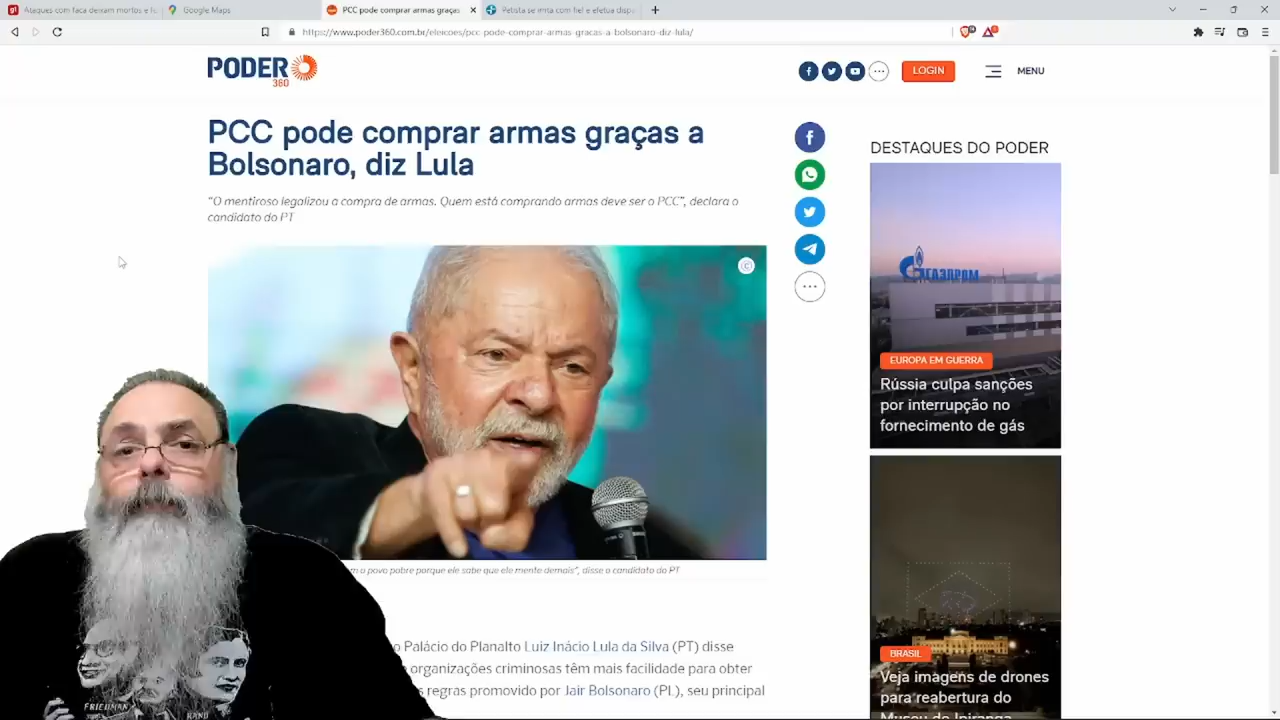 Ataques com faca deixam mortos e
Google Maps
PCC pode comprar armas graças
Petista se irrita com fiel e efetua disp
https://www.poder360.com.br/eleicoes/pcc-pode-comprar-armas-gracas-a-bolsonaro-diz-lula/
PODER
360
LOGIN
MENU
PCC pode comprar armas graças a
Bolsonaro, diz Lula
“O mentiroso legalizou a compra de armas. Quem está comprando armas deve ser o PCC”, declara o
candidato do PT
m o povo pobre porque ele sabe que ele mente demais”, disse o candidato do PT
o Palácio do Planalto Luiz Inácio Lula da Silva (PT) disse
organizações criminosas têm mais facilidade para obter
s regras promovido por Jair Bolsonaro (PL), seu principal
DESTAQUES DO PODER
ГАЗПРОМ
EUROPA EM GUERRA
Rússia culpa sanções
por interrupção no
fornecimento de gás
BRASIL
Veja imagens de drones
para reabertura do
Museu do Ipiranga
FRIEDMAN
RAND